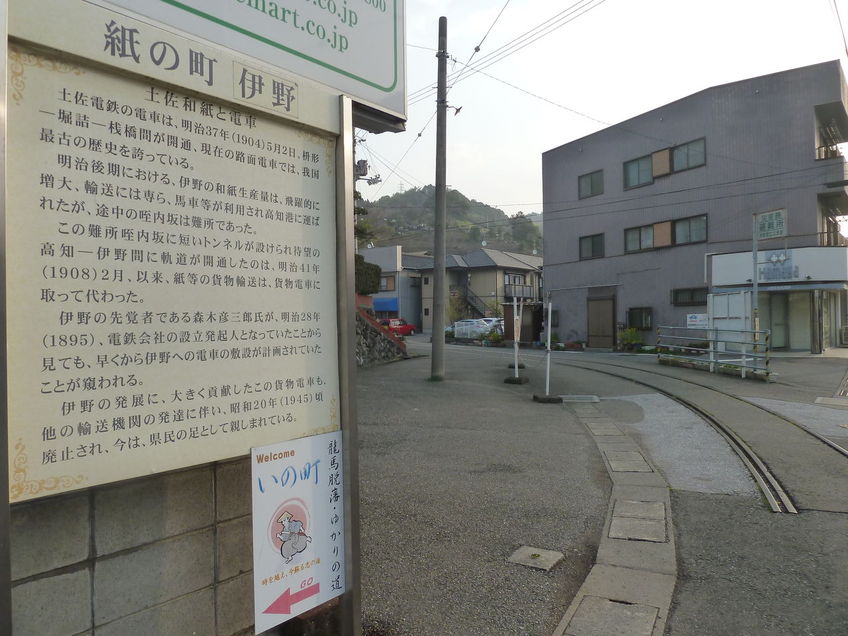 co.jp
emart.co.jp
紙の町 伊野
土佐和紙と電車
土佐電鉄の電車は、明治37年(1904)5月2日、枡形
―堀詰―桟橋間が開通、現在の路面電車では、我国
最古の歴史を誇っている。
明治後期における、伊野の和紙生産量は、飛躍的に
増大、輸送には専ら、馬車等が利用され高知港に運ば
れたが、途中の咥内坂は難所であった。
この難所咥内坂に短いトンネルが設けられ待望の
高知―伊野間に軌道が開通したのは、明治41年
(1908)2月、以来、紙等の貨物輸送は、貨物電車に
取って代わった。
伊野の先覚者である森木彦三郎氏が、明治28年
(1895)、電鉄会社の設立発起人となっていたことから
見ても、早くから伊野への電車の敷設が計画されていた
ことが窺われる。
伊野の発展に、大きく貢献したこの貨物電車も、
他の輸送機関の発達に伴い、昭和20年(1945)頃
廃止され、今は、県民の足として親しまれている。
Welcome
いの町
龍馬脱藩・ゆかりの道
時を越え、今蘇る志の道
GO